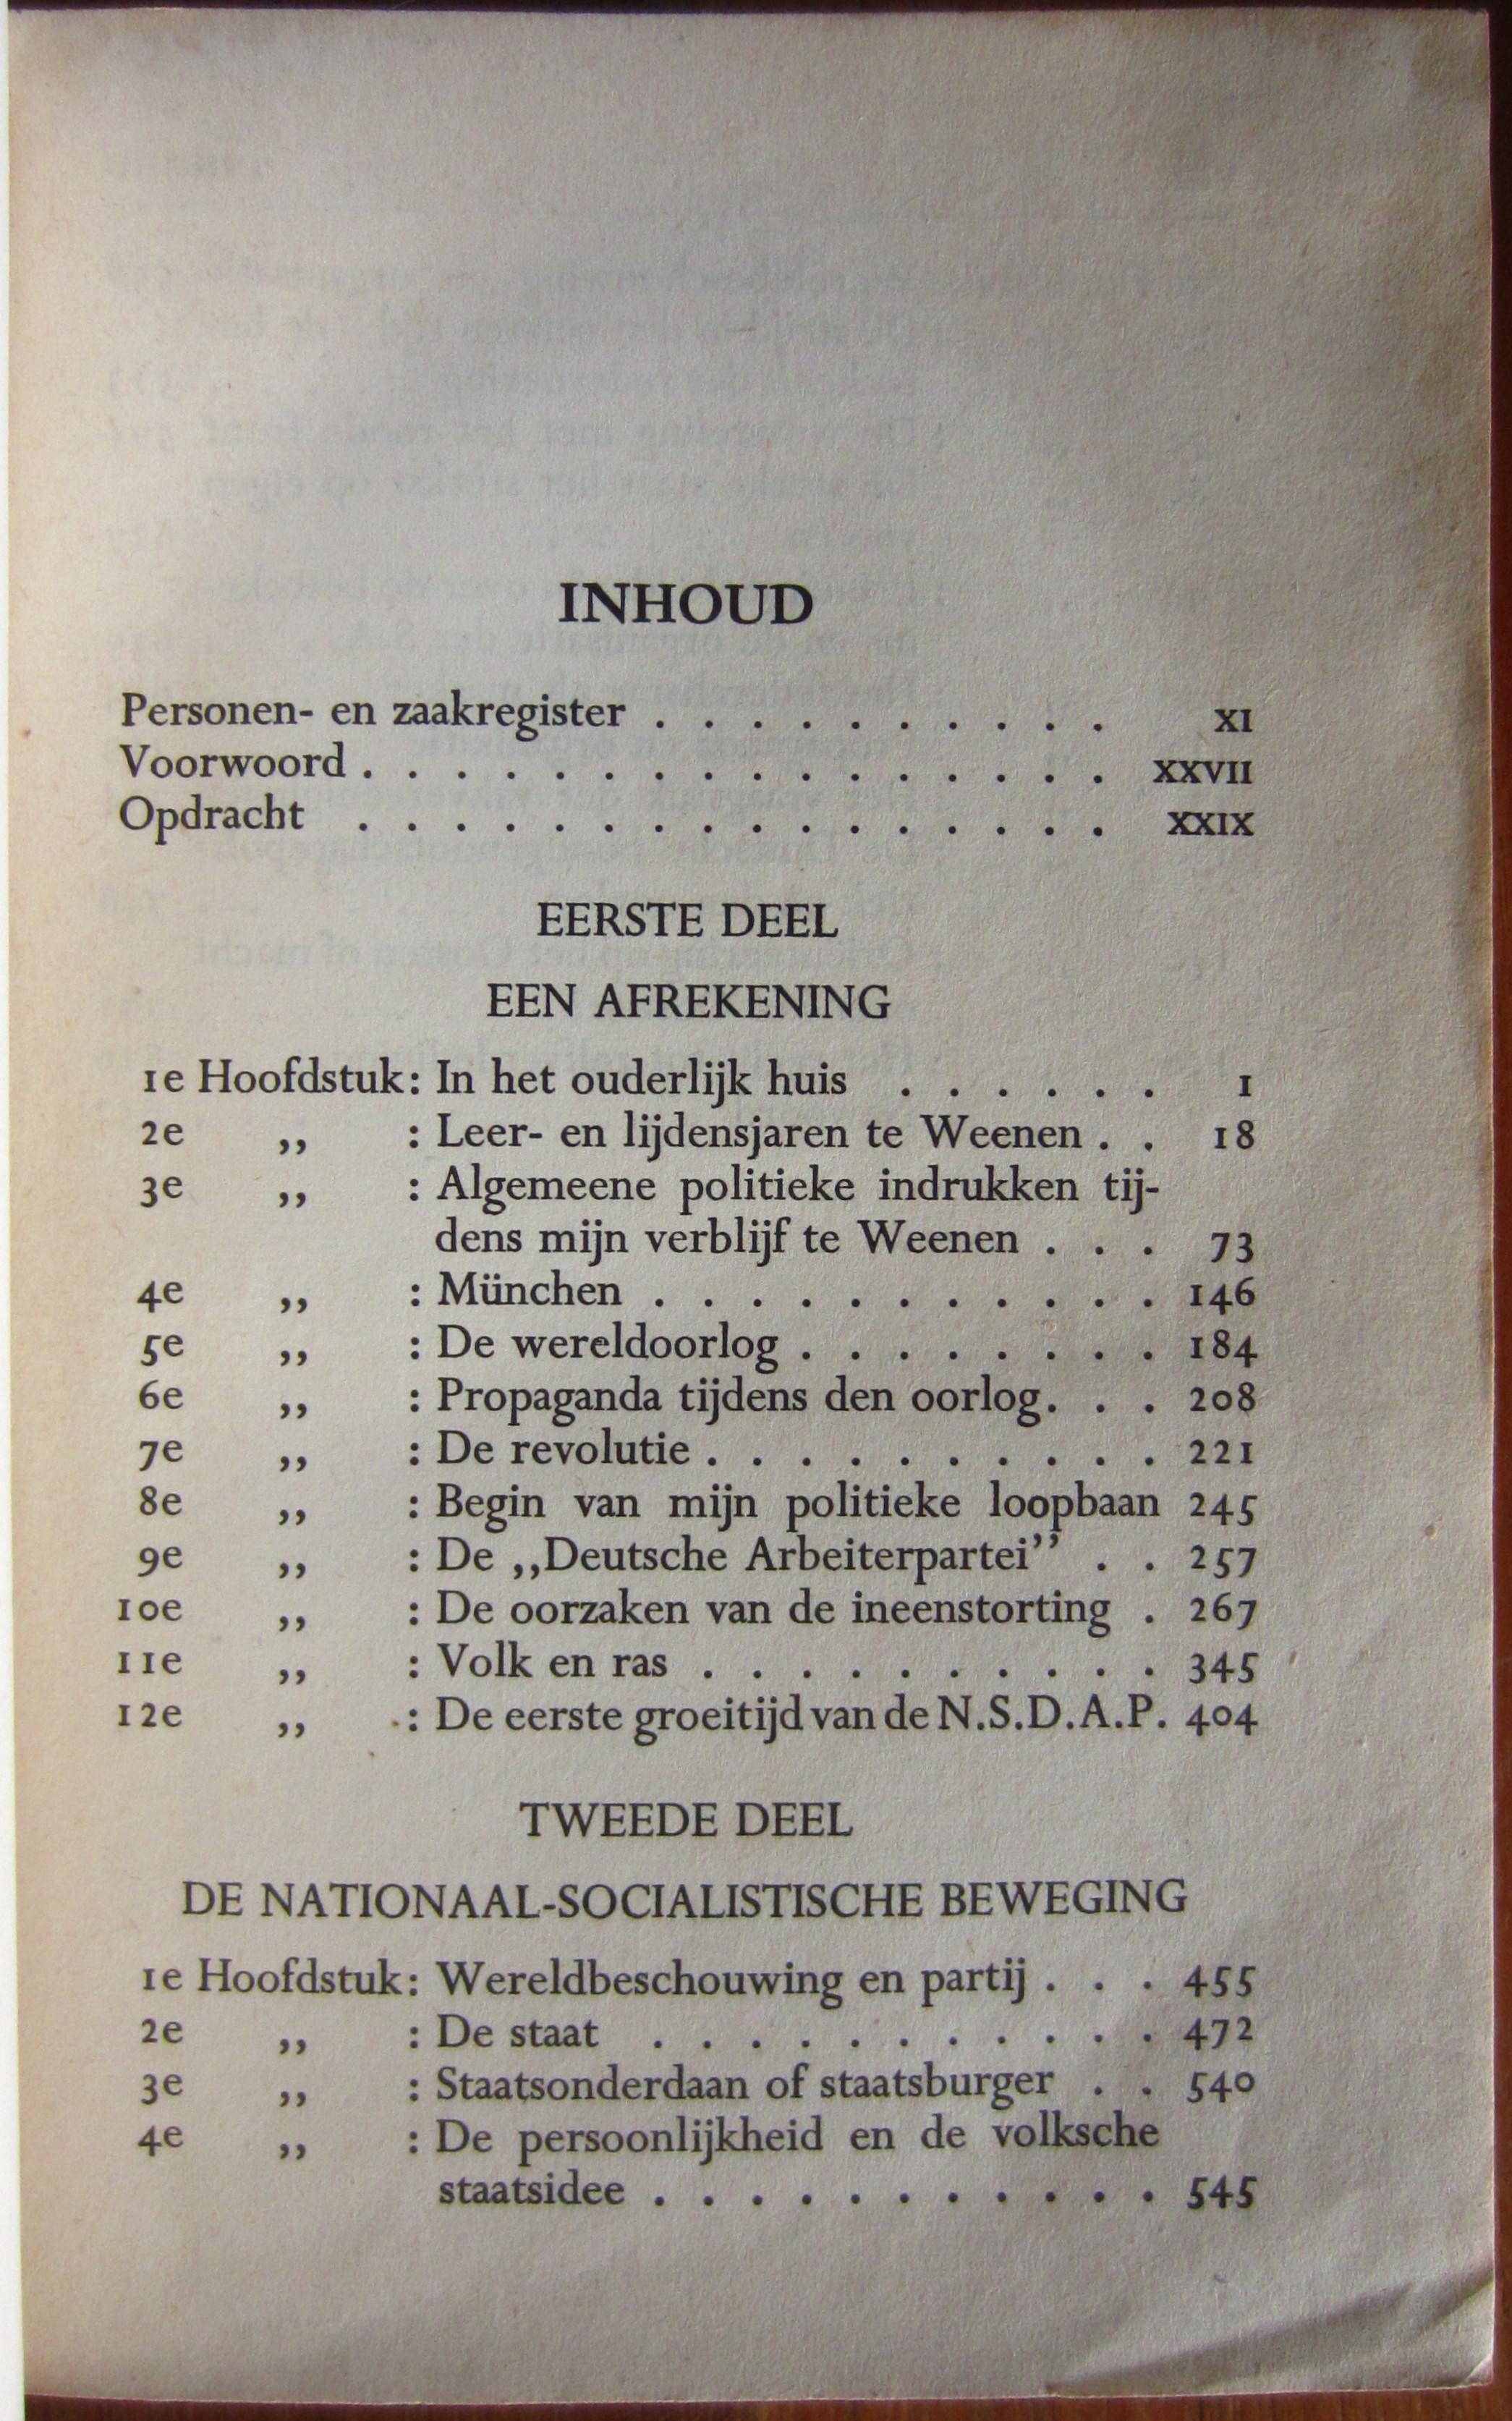 INHOUD
Personen- en zaakregister . . . . . . . . . . XI
Voorwoord . . . . . . . . . . . . . . . . XXVII
Opdracht . . . . . . . . . . . . . . . . XXIX
EERSTE DEEL
EEN AFREKENING
1e Hoofdstuk: In het ouderlijk huis . . . . . . 1
2e ,, : Leer- en lijdensjaren te Weenen . . 18
3e ,, : Algemeene politieke indrukken tij-
dens mijn verblijf te Weenen . . . 73
4e ,, : München . . . . . . . . . . . 146
5e ,, : De wereldoorlog . . . . . . . . 184
6e ,, : Propaganda tijdens den oorlog. . . 208
7e ,, : De revolutie . . . . . . . . . . 221
8e ,, : Begin van mijn politieke loopbaan 245
9e ,, : De ,,Deutsche Arbeiterpartei’’ . . 257
10e ,, : De oorzaken van de ineenstorting . 267
11e ,, : Volk en ras . . . . . . . . . . 345
12e ,, : De eerste groeitijd van de N.S.D.A.P. 404
TWEEDE DEEL
DE NATIONAAL-SOCIALISTISCHE BEWEGING
1e Hoofdstuk: Wereldbeschouwing en partij . . . 455
2e ,, : De staat . . . . . . . . . . . 472
3e ,, : Staatsonderdaan of staatsburger . . 540
4e ,, : De persoonlijkheid en de volksche
staatsidee . . . . . . . . . . . 545